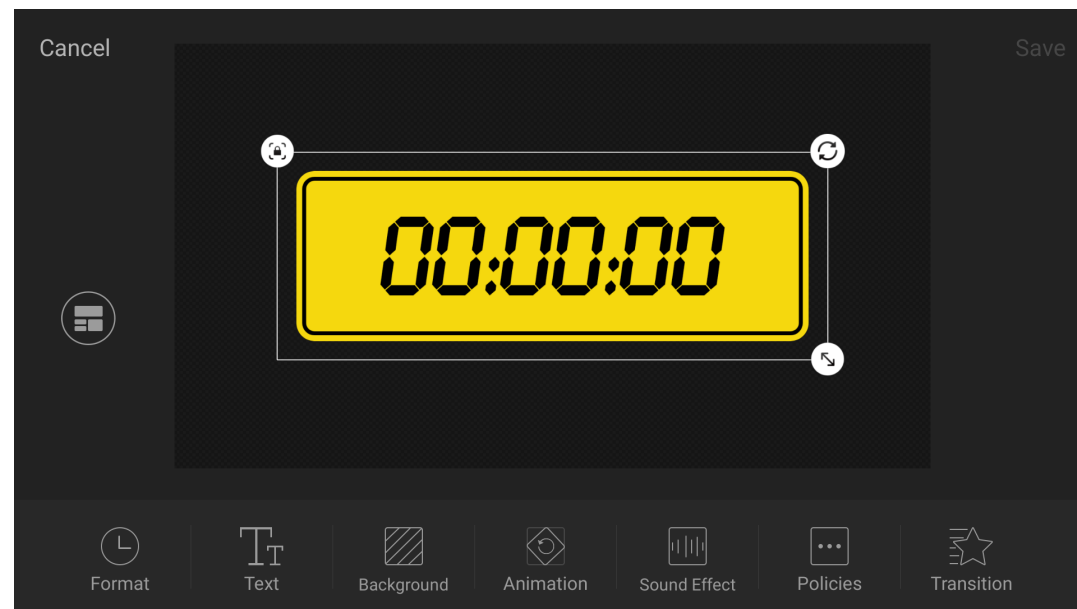 Cancel
Save
00:00:00
Format
Text
Background
Animation
Sound Effect
Policies
Transition